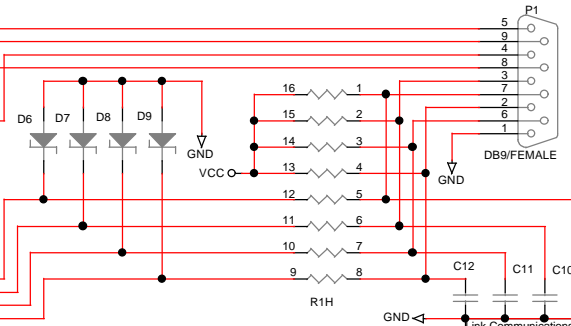 P1
5
9
4
8
3
7
2
6
1
DB9/FEMALE
GND
D6 D7 D8 D9
GND
VCC
16 1
15 2
14 3
13 4
12 5
11 6
10 7
9 8
R1H
C12 C11 C10
GND
Link Communications